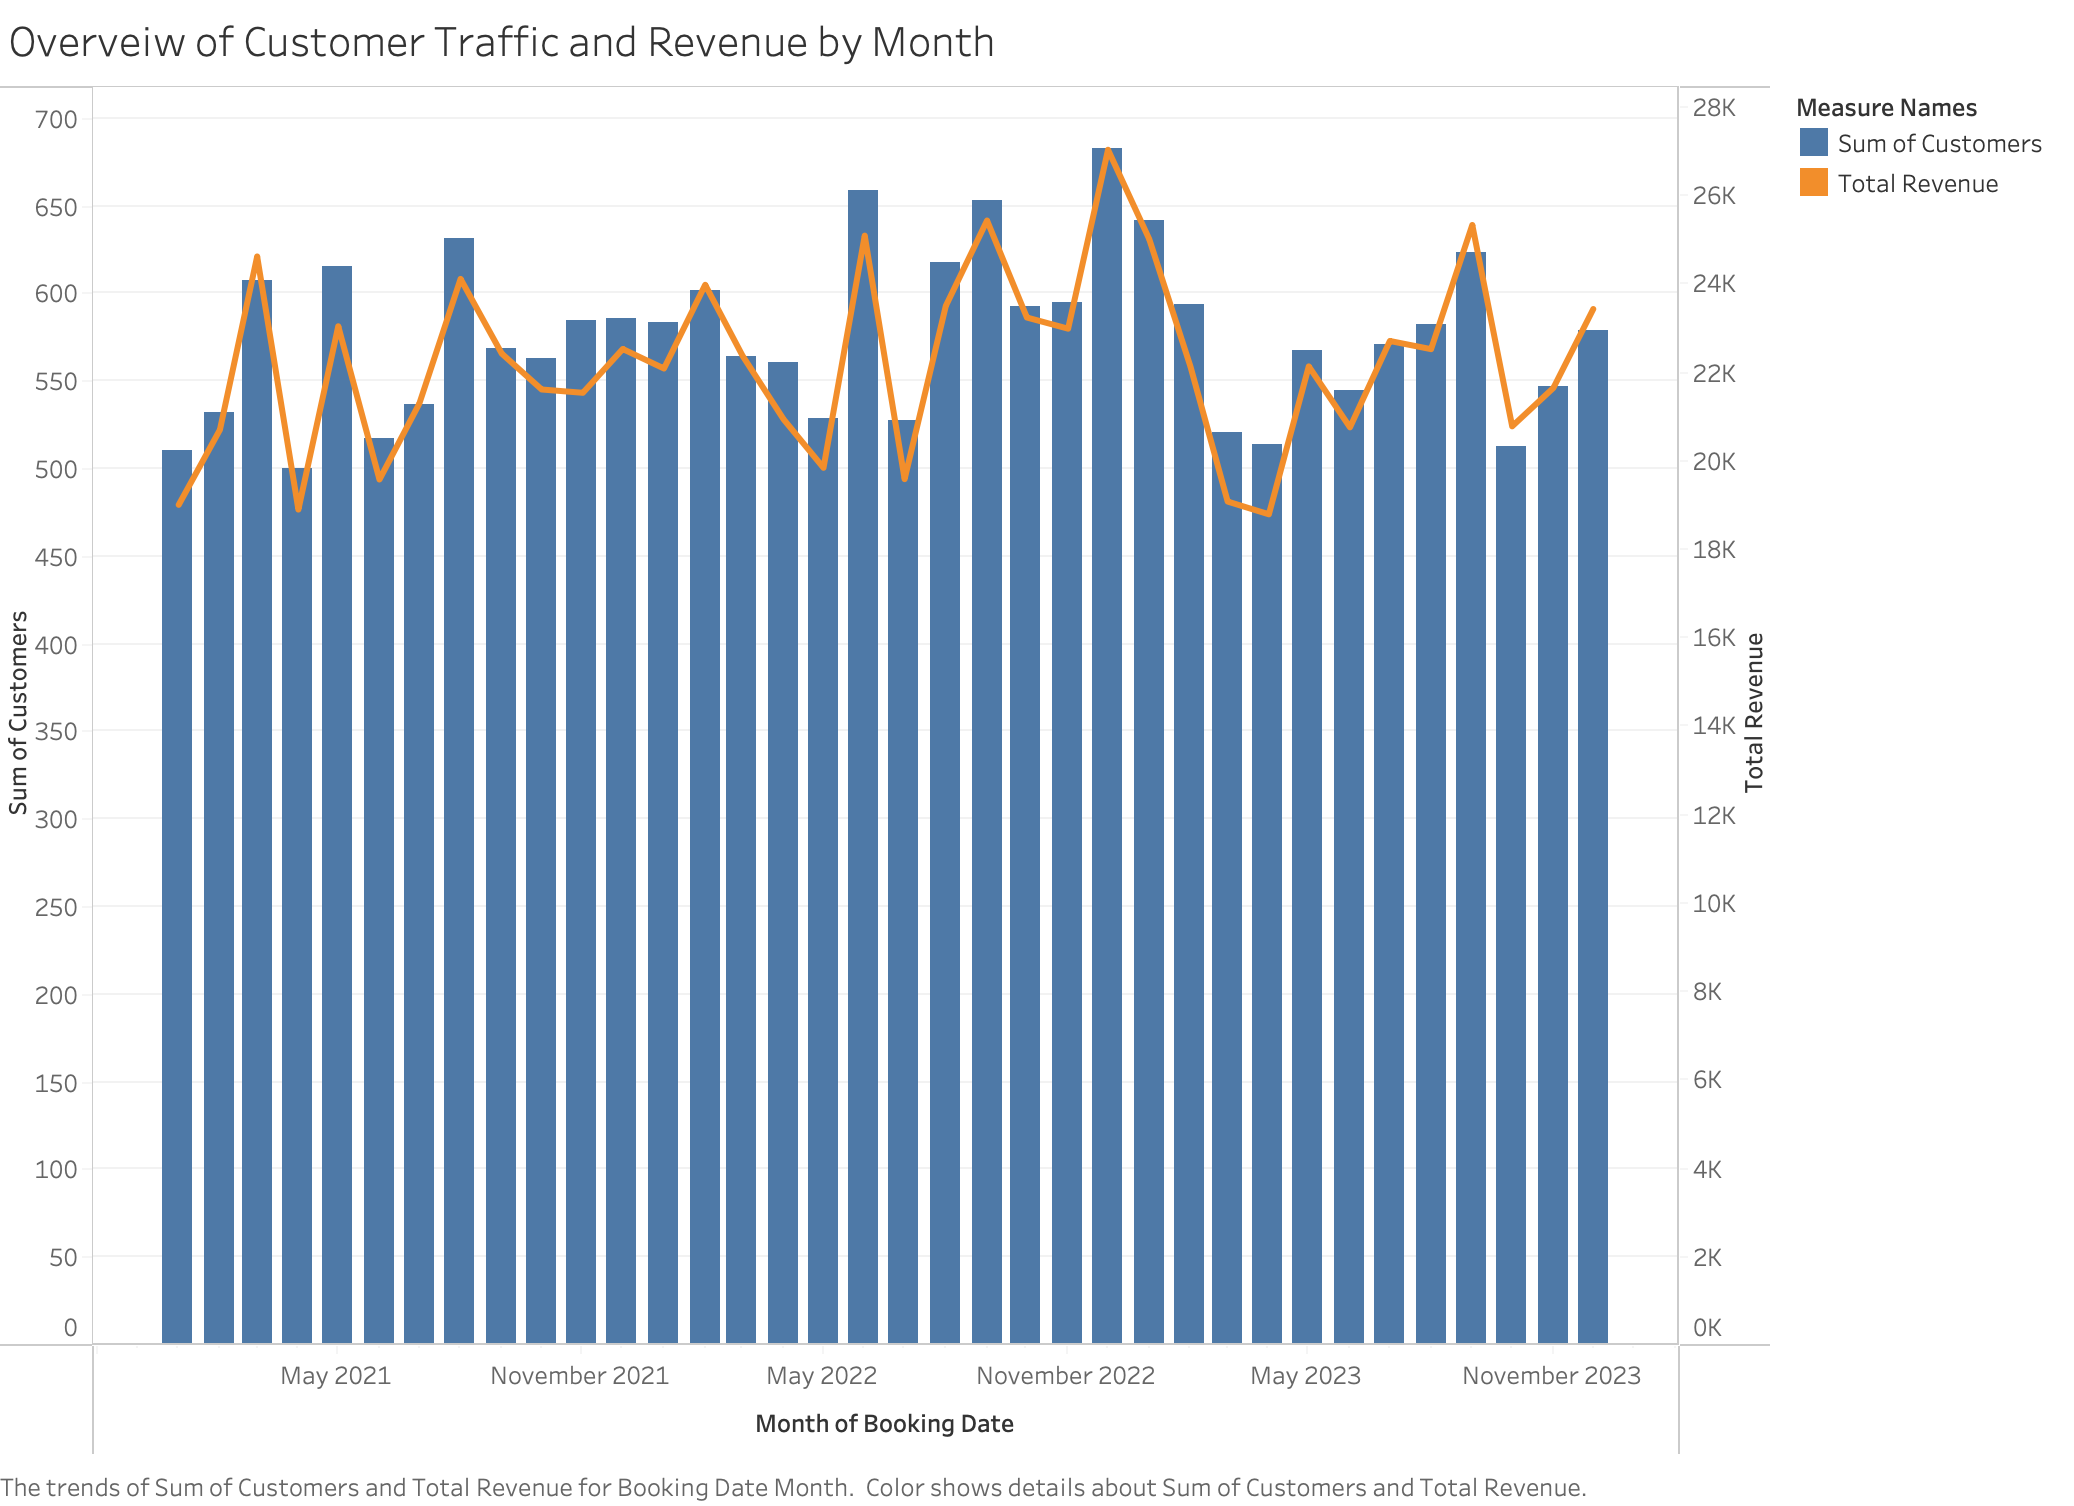 Overveiw of Customer Traffic and Revenue by Month
Measure Names
Sum of Customers
Total Revenue
Sum of Customers
700
650
600
550
500
450
400
350
300
250
200
150
100
50
0
28K
26K
24K
22K
20K
18K
16K
14K
12K
10K
8K
6K
4K
2K
0K
Total Revenue
May 2021
November 2021
May 2022
November 2022
May 2023
November 2023
Month of Booking Date
The trends of Sum of Customers and Total Revenue for Booking Date Month.  Color shows details about Sum of Customers and Total Revenue.